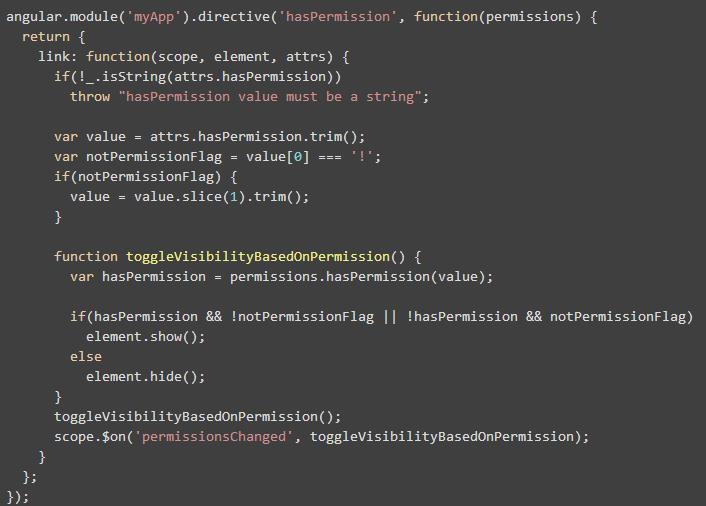 angular.module('myApp').directive('hasPermission', function(permissions) {
  return {
    link: function(scope, element, attrs) {
      if(!_.isString(attrs.hasPermission))
        throw "hasPermission value must be a string";

      var value = attrs.hasPermission.trim();
      var notPermissionFlag = value[0] === '!';
      if(notPermissionFlag) {
        value = value.slice(1).trim();
      }

      function toggleVisibilityBasedOnPermission() {
        var hasPermission = permissions.hasPermission(value);

        if(hasPermission && !notPermissionFlag || !hasPermission && notPermissionFlag)
          element.show();
        else
          element.hide();
      }
      toggleVisibilityBasedOnPermission();
      scope.$on('permissionsChanged', toggleVisibilityBasedOnPermission);
    }
  };
});